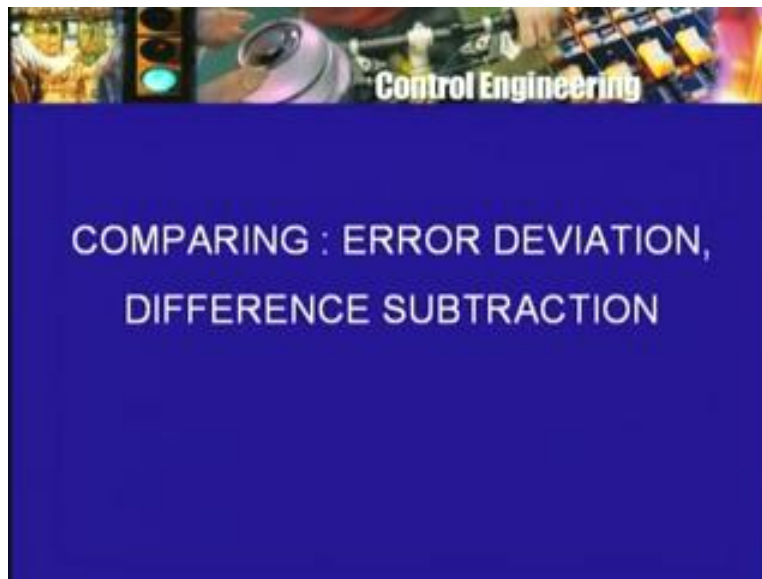 Control Engineering
COMPARING : ERROR DEVIATION,
DIFFERENCE SUBTRACTION